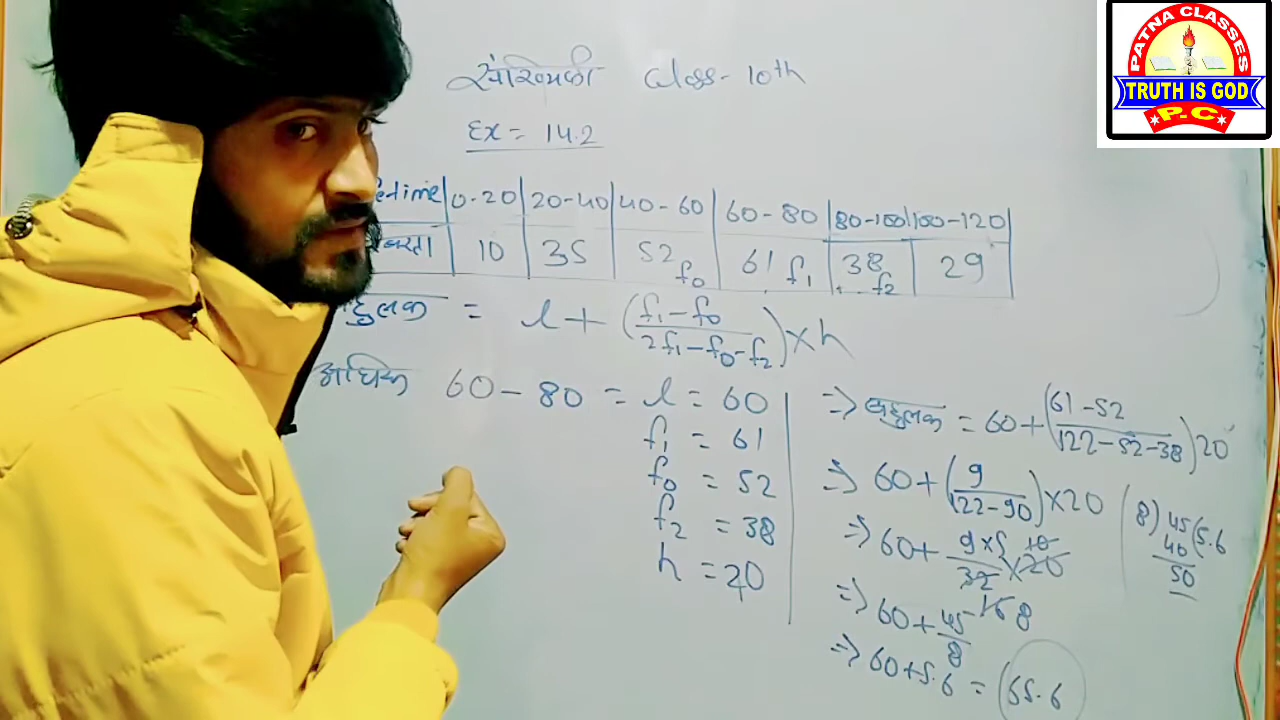 सांख्यिकी Class- 10th
Ex = 14.2
time 0-20 20-40 40-60 60-80 80-100 100-120
10 35 52 f₀ 61 f₁ 38 f₂ 29
हुलक = l + (f₁-f₀ / 2f₁-f₀-f₂) × h
अधिक 60-80 = l = 60
f₁ = 61
f₀ = 52
f₂ = 38
h = 20
=> बहुलक = 60 + (61-52 / 122-52-38) 20
=> 60 + (9 / 122-90) × 20
=> 60 + 9×5 / 32 × 20 10
16 8
=> 60 + 45 / 8
=> 60 + 5.6 = 65.6
8) 45 (5.6
40
50
PATNA CLASSES
TRUTH IS GOD
P.C